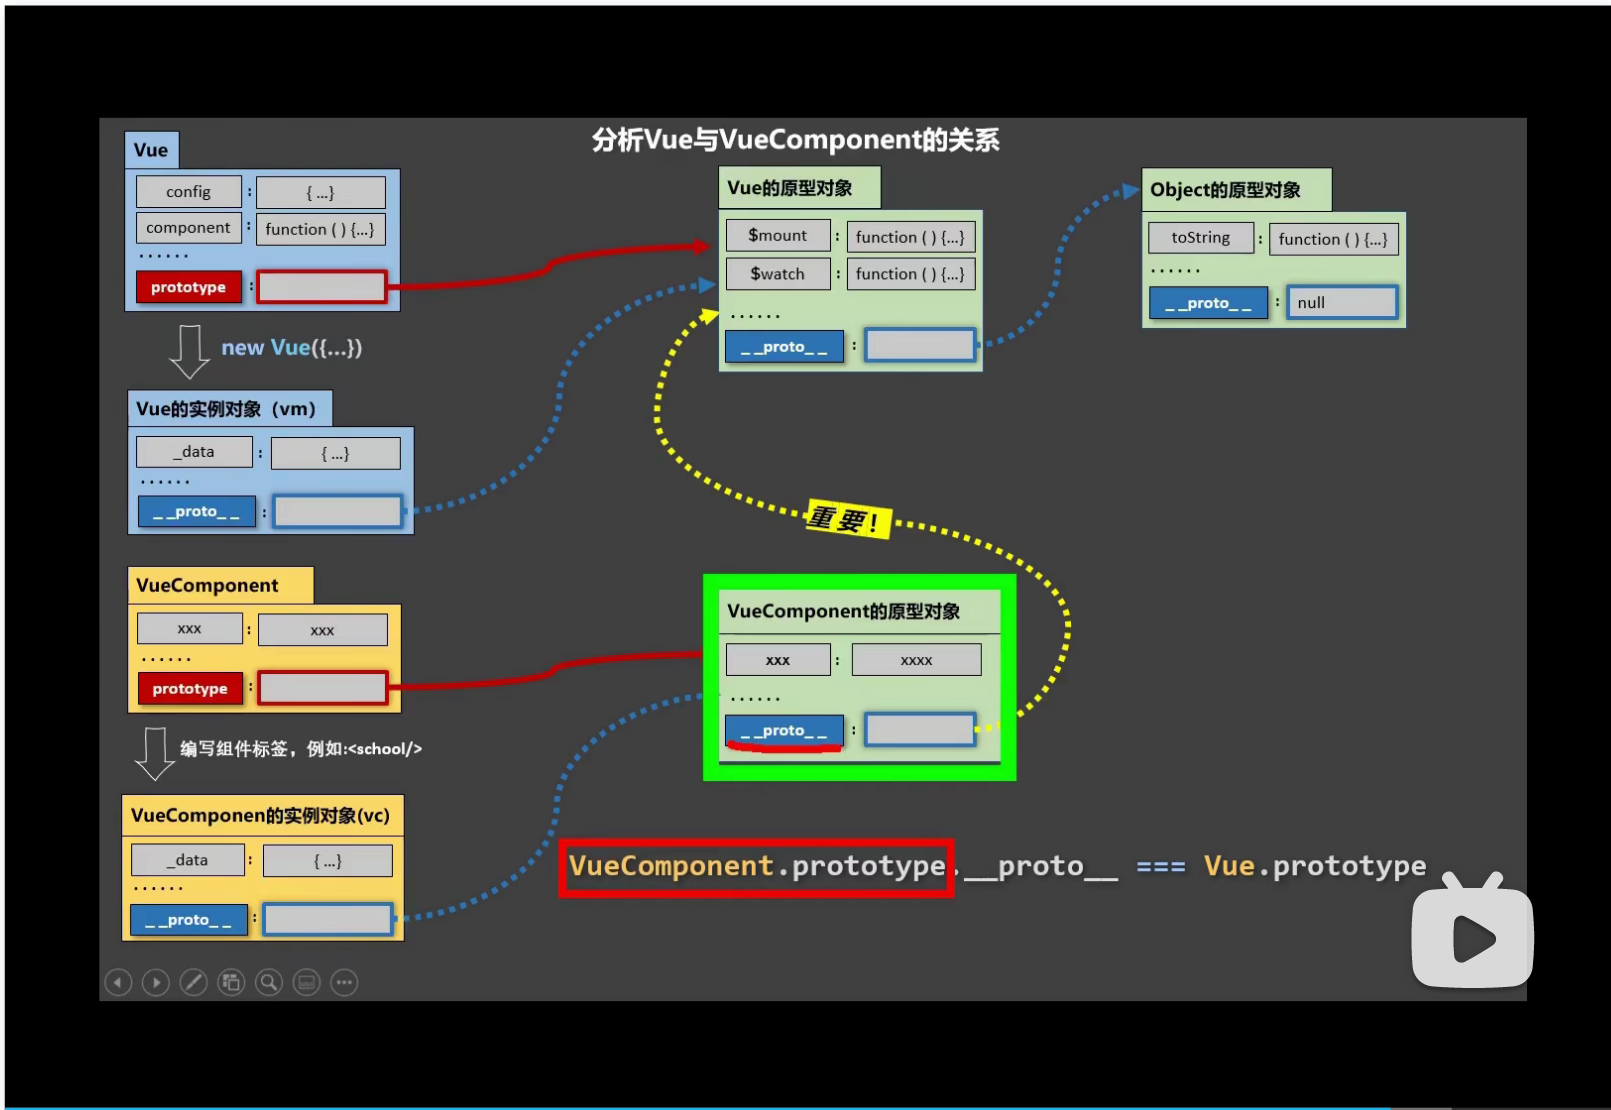 分析Vue与VueComponent的关系
Vue
config : { ...}
component : function ( ) {...}
......
prototype :
new Vue({...})
Vue的实例对象（vm）
_data : { ...}
......
_ _proto_ _ :
VueComponent
xxx : xxx
......
prototype :
编写组件标签，例如:<school/>
VueComponen的实例对象(vc)
_data : { ...}
......
_ _proto_ _ :
Vue的原型对象
$mount : function ( ) {...}
$watch : function ( ) {...}
......
_ _proto_ _ :
Object的原型对象
toString : function ( ) {...}
......
_ _proto_ _ : null
重要！
VueComponent的原型对象
xxx : xxxx
......
_ _proto_ _ :
VueComponent.prototype.__proto__ === Vue.prototype